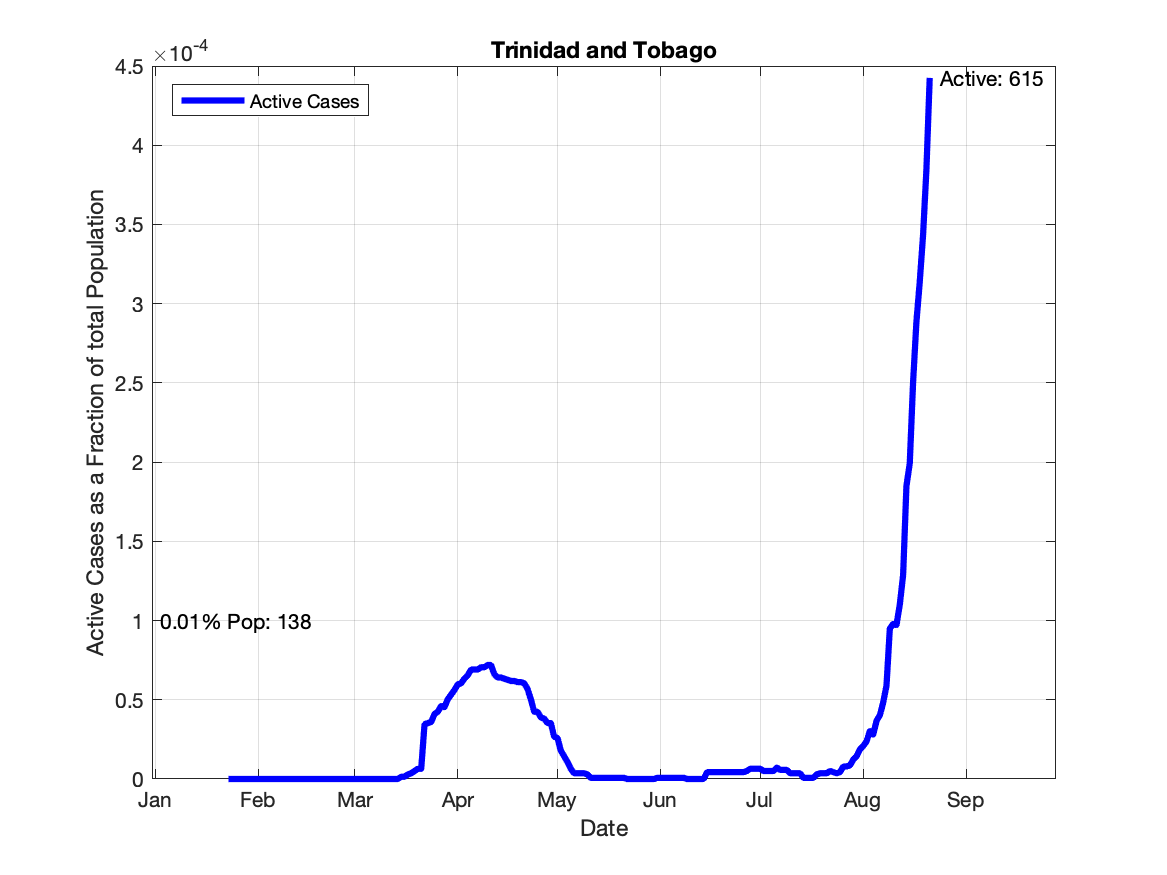 Trinidad and Tobago
×10-4
Active Cases
Active: 615
0.01% Pop: 138
Active Cases as a Fraction of total Population
4.5
4
3.5
3
2.5
2
1.5
1
0.5
0
Jan Feb Mar Apr May Jun Jul Aug Sep
Date